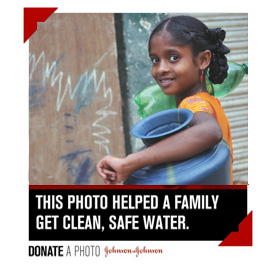 THIS PHOTO HELPED A FAMILY
GET CLEAN, SAFE WATER.
DONATE A PHOTO Johnson & Johnson